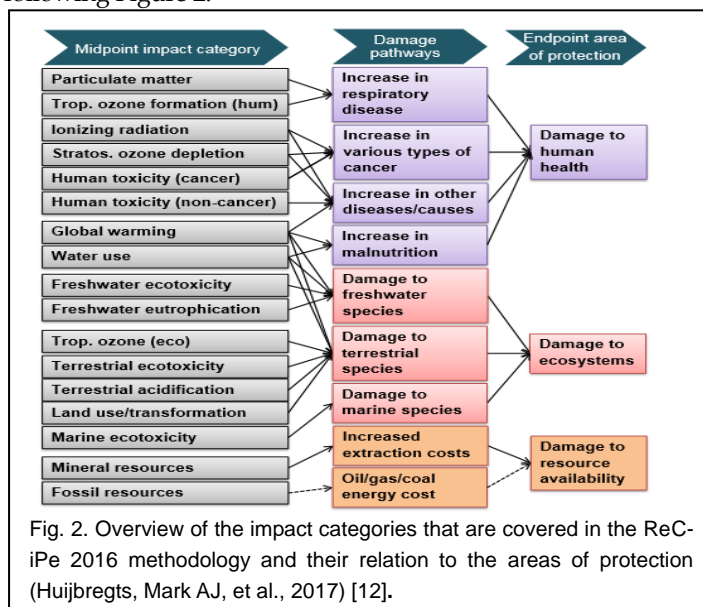 following Figure 2.
Midpoint impact category
Damage
pathways
Endpoint area
of protection
Particulate matter
Trop. ozone formation (hum)
Ionizing radiation
Stratos. ozone depletion
Human toxicity (cancer)
Human toxicity (non-cancer)
Global warming
Water use
Freshwater ecotoxicity
Freshwater eutrophication
Trop. ozone (eco)
Terrestrial ecotoxicity
Terrestrial acidification
Land use/transformation
Marine ecotoxicity
Mineral resources
Fossil resources
Increase in
respiratory
disease
Increase in
various types of
cancer
Increase in other
diseases/causes
Increase in
malnutrition
Damage to
freshwater
species
Damage to
terrestrial
species
Damage to
marine species
Increased
extraction costs
Oil/gas/coal
energy cost
Damage to
human
health
Damage to
ecosystems
Damage to
resource
availability
Fig. 2. Overview of the impact categories that are covered in the ReC-
iPe 2016 methodology and their relation to the areas of protection
(Huijbregts, Mark AJ, et al., 2017) [12].